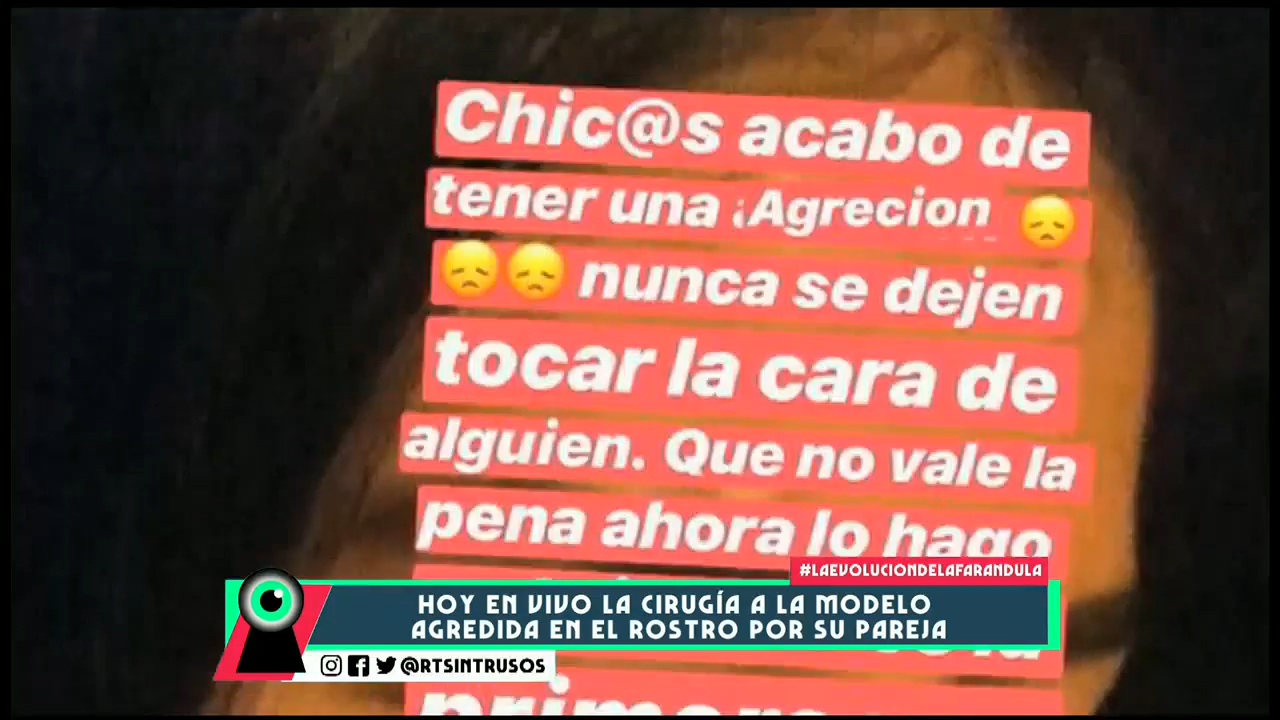 Chic@s acabo de
tener una ¡Agrecion 😞
😞😞 nunca se dejen
tocar la cara de
alguien. Que no vale la
pena ahora lo hago
#LAEVOLUCIONDELAFARANDULA
HOY EN VIVO LA CIRUGÍA A LA MODELO
AGREDIDA EN EL ROSTRO POR SU PAREJA
@RTSINTRUSOS